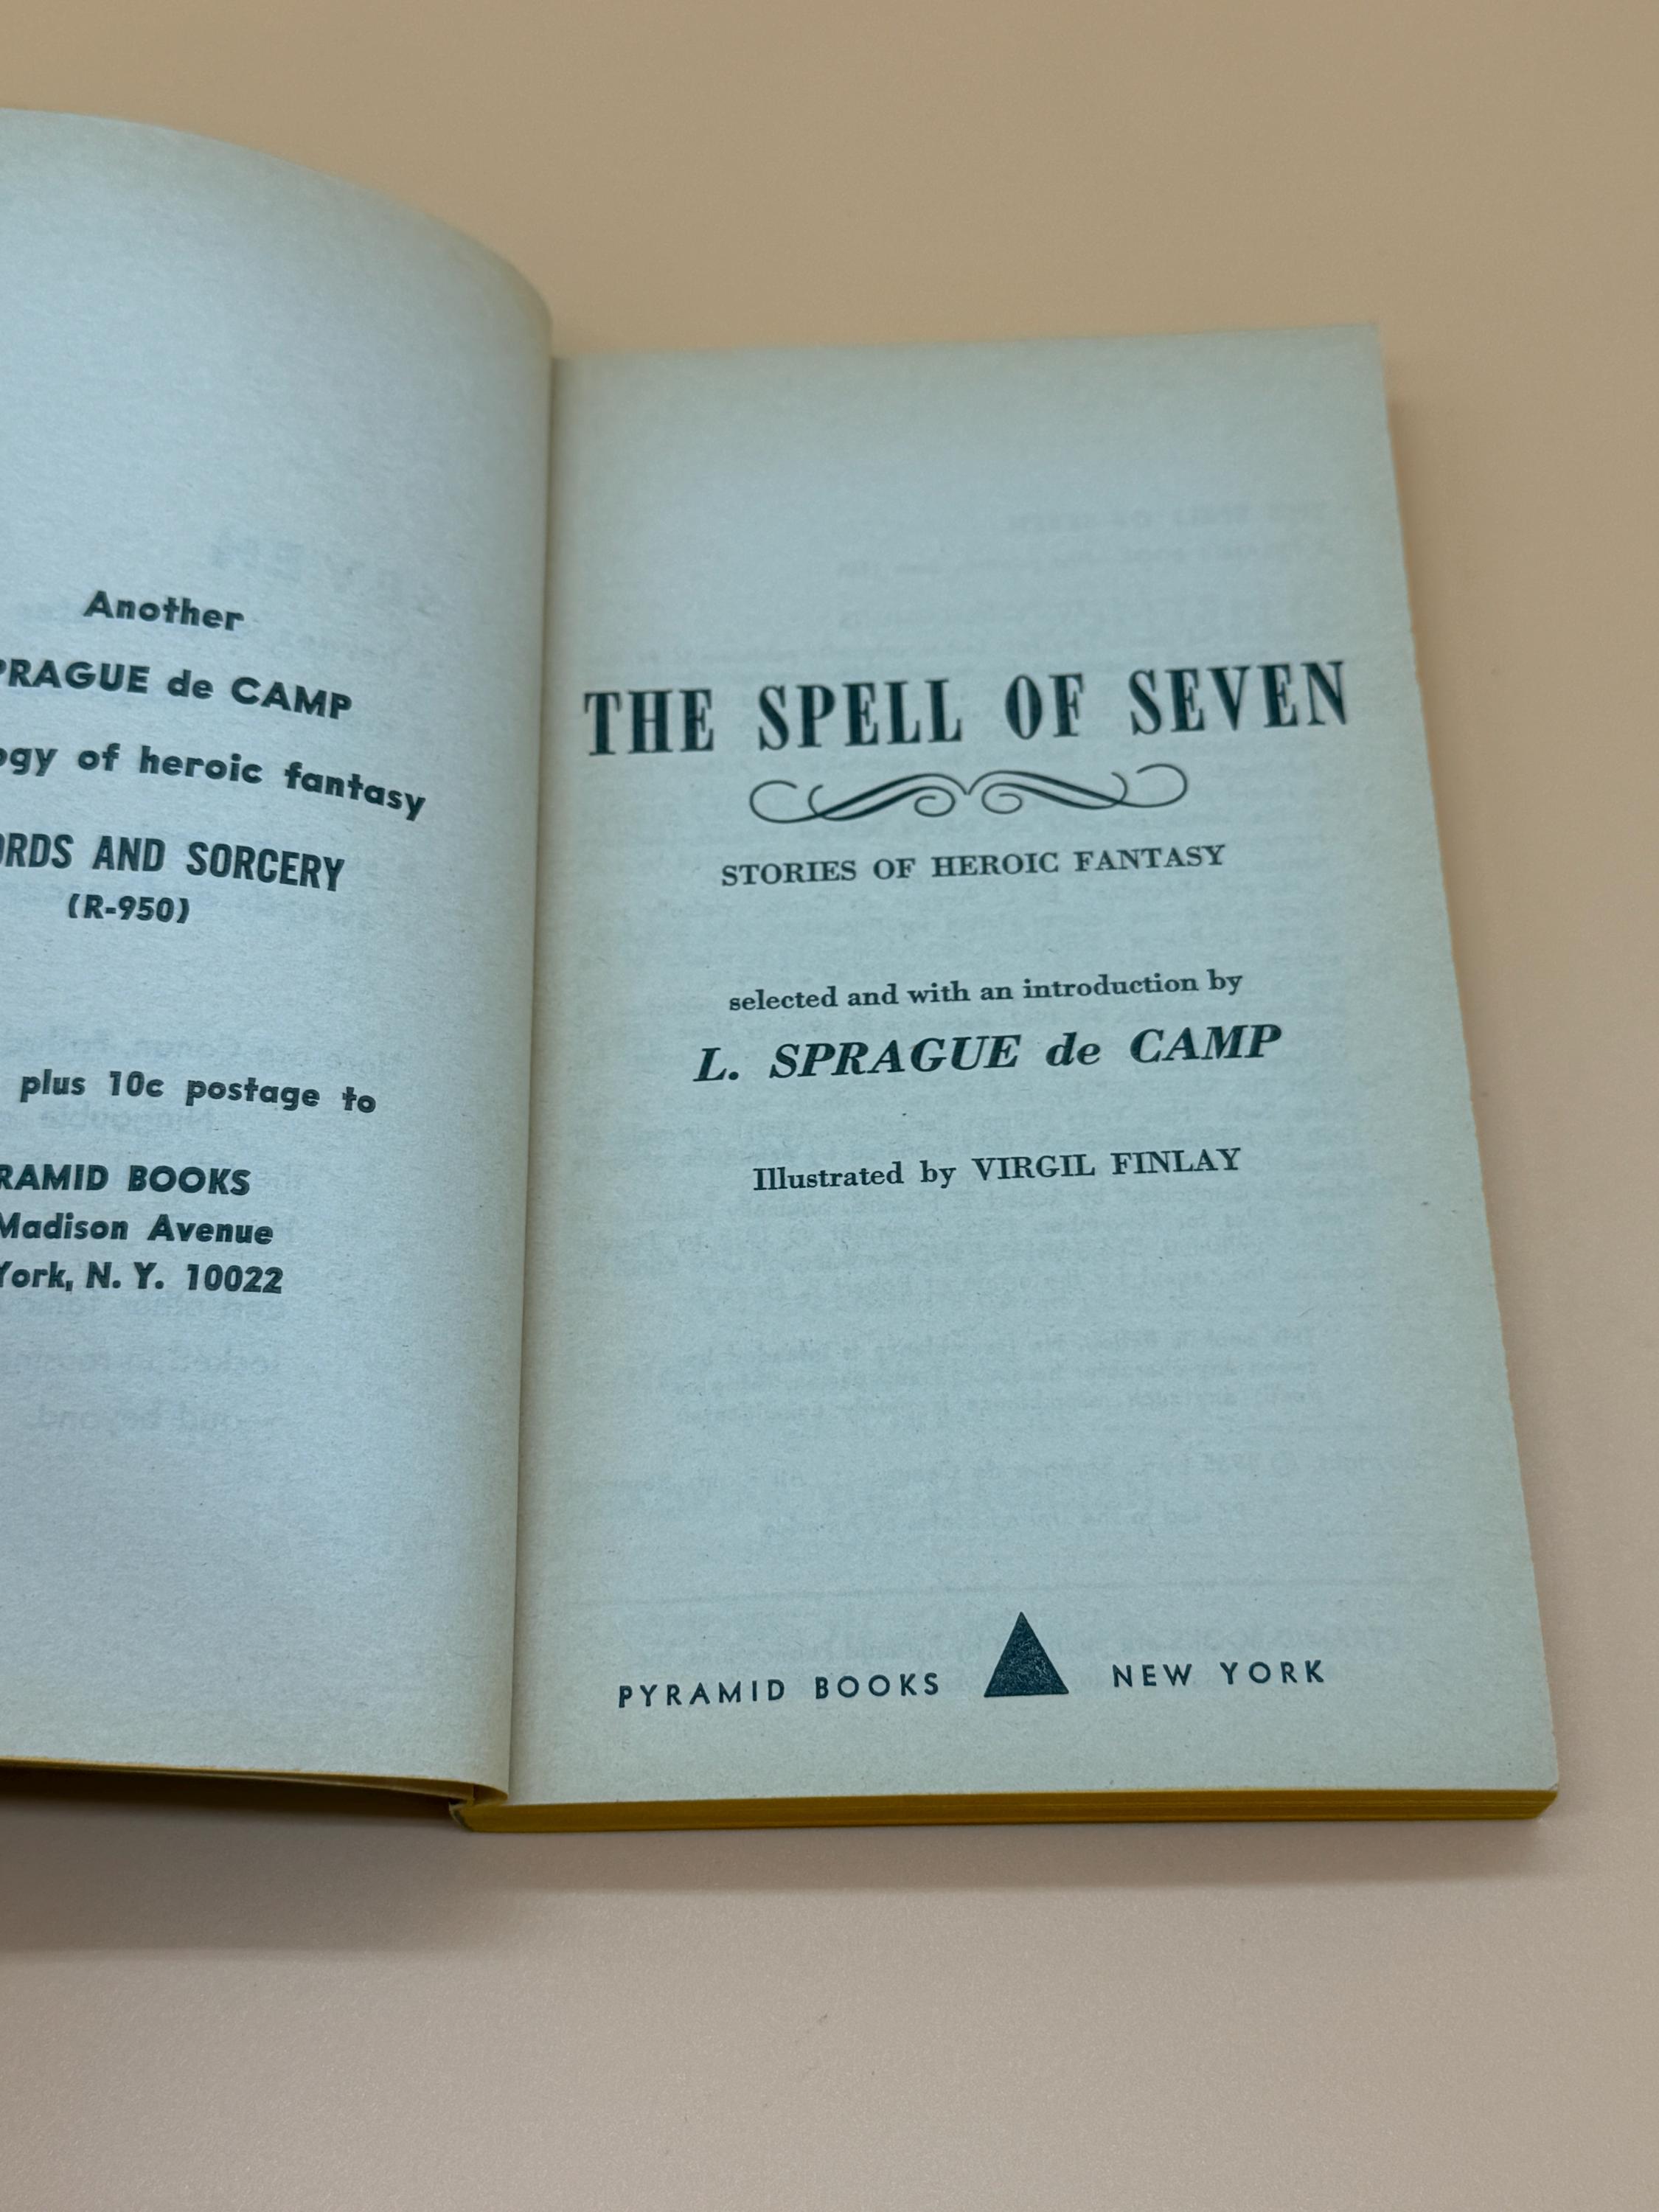 Another
PRAGUE de CAMP
ogy of heroic fantasy
ORDS AND SORCERY
(R-950)
plus 10c postage to
RAMID BOOKS
Madison Avenue
York, N. Y. 10022
THE SPELL OF SEVEN
STORIES OF HEROIC FANTASY
selected and with an introduction by
L. SPRAGUE de CAMP
Illustrated by VIRGIL FINLAY
PYRAMID BOOKS NEW YORK